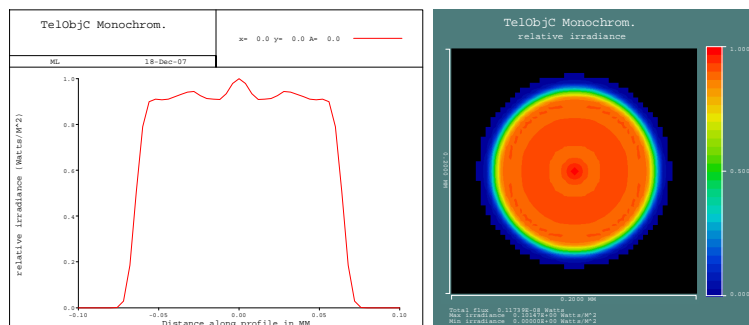 TelObjC Monochrom.
x= 0.0 y= 0.0 A= 0.0
ML 18-Dec-07
relative irradiance (Watts/M^2)
1.0
0.8
0.6
0.4
0.2
0.0
-0.10 -0.05 0.0 0.05 0.10
Distance along profile in MM
TelObjC Monochrom.
relative irradiance
0.2000 MM
0.2000 MM
1.000
0.500
0.000
Total flux 0.11739E-08 Watts
Max irradiance 0.10147E+00 Watts/M^2
Min irradiance 0.00000E+00 Watts/M^2